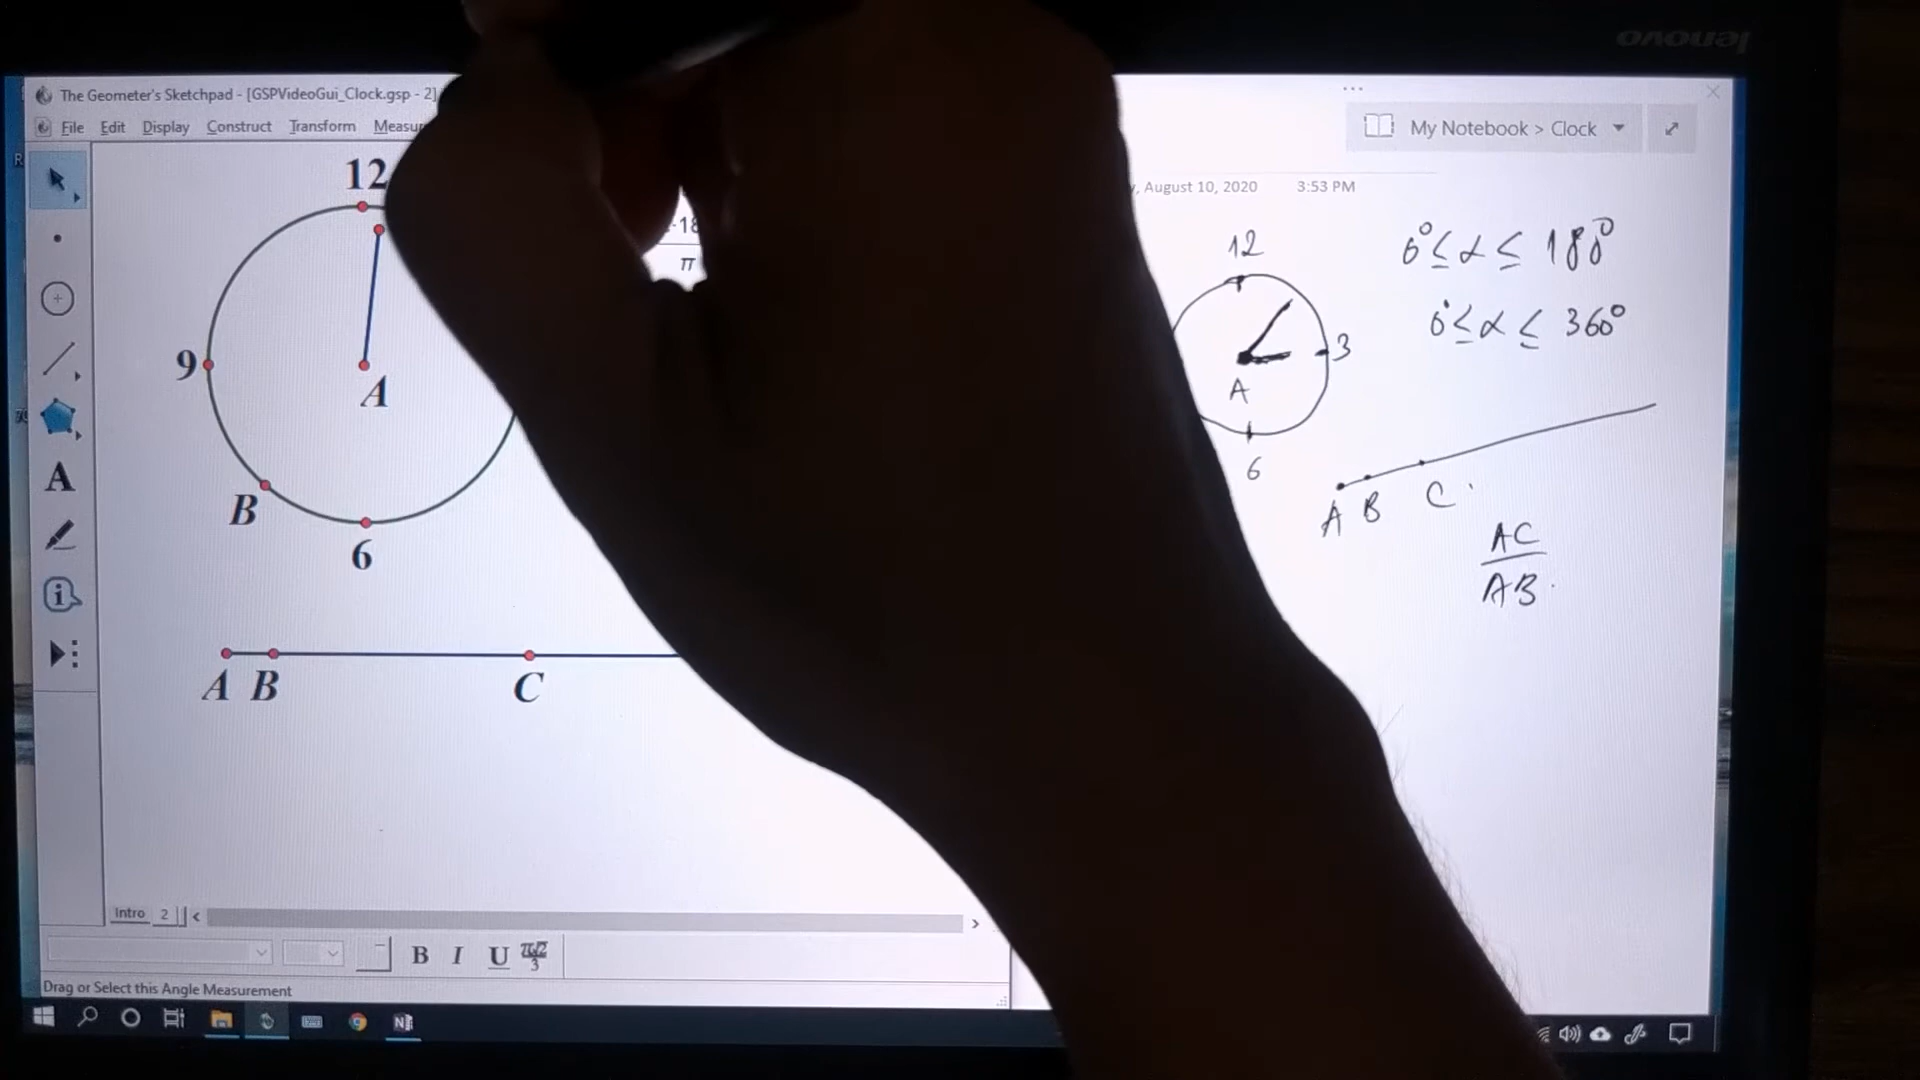 lenovo
The Geometer's Sketchpad - [GSPVideoGui_Clock.gsp - 2]
File Edit Display Construct Transform
12
9
A
B
6
A B C
π
Intro 2
B I U
Drag or Select this Angle Measurement
My Notebook > Clock
August 10, 2020 3:53 PM
12
3
A
6
0° ≤ α ≤ 180°
0° ≤ α ≤ 360°
A B C
AC
AB